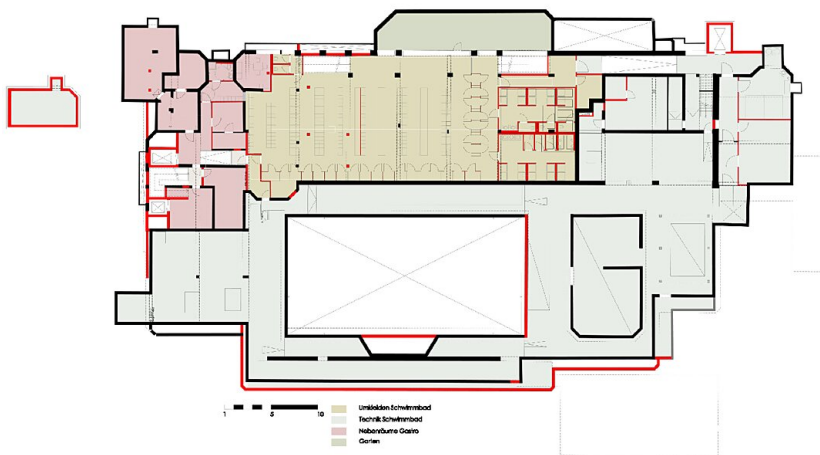 1 5 10
Umkleiden Schwimmbad
Technik Schwimmbad
Nebenräume Gastro
Garten